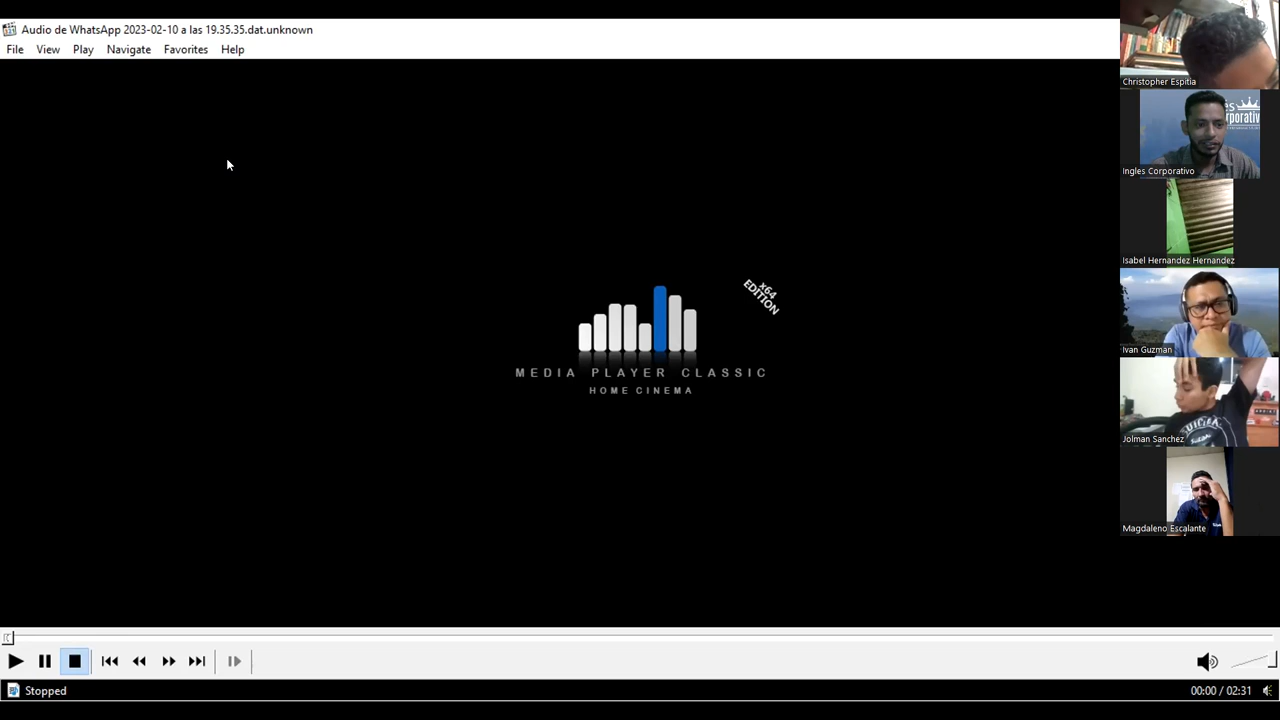 Audio de WhatsApp 2023-02-10 a las 19.35.35.dat.unknown
File View Play Navigate Favorites Help
x64
EDITION
MEDIA PLAYER CLASSIC
HOME CINEMA
Stopped
00:00 / 02:31
Christopher Espitia
Ingles Corporativo
Isabel Hernandez Hernandez
Ivan Guzman
Jolman Sanchez
Magdaleno Escalante